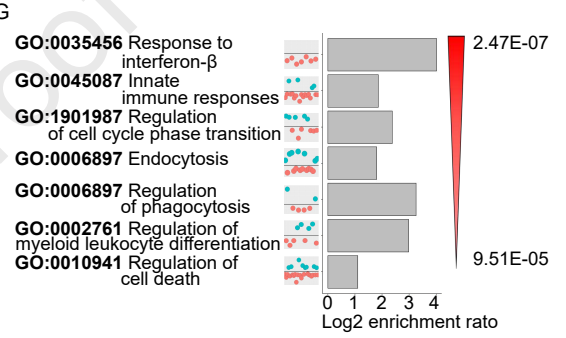 G
GO:0035456 Response to
interferon-β
GO:0045087 Innate
immune responses
GO:1901987 Regulation
of cell cycle phase transition
GO:0006897 Endocytosis
GO:0006897 Regulation
of phagocytosis
GO:0002761 Regulation of
myeloid leukocyte differentiation
GO:0010941 Regulation of
cell death
2.47E-07
9.51E-05
0 1 2 3 4
Log2 enrichment ratio